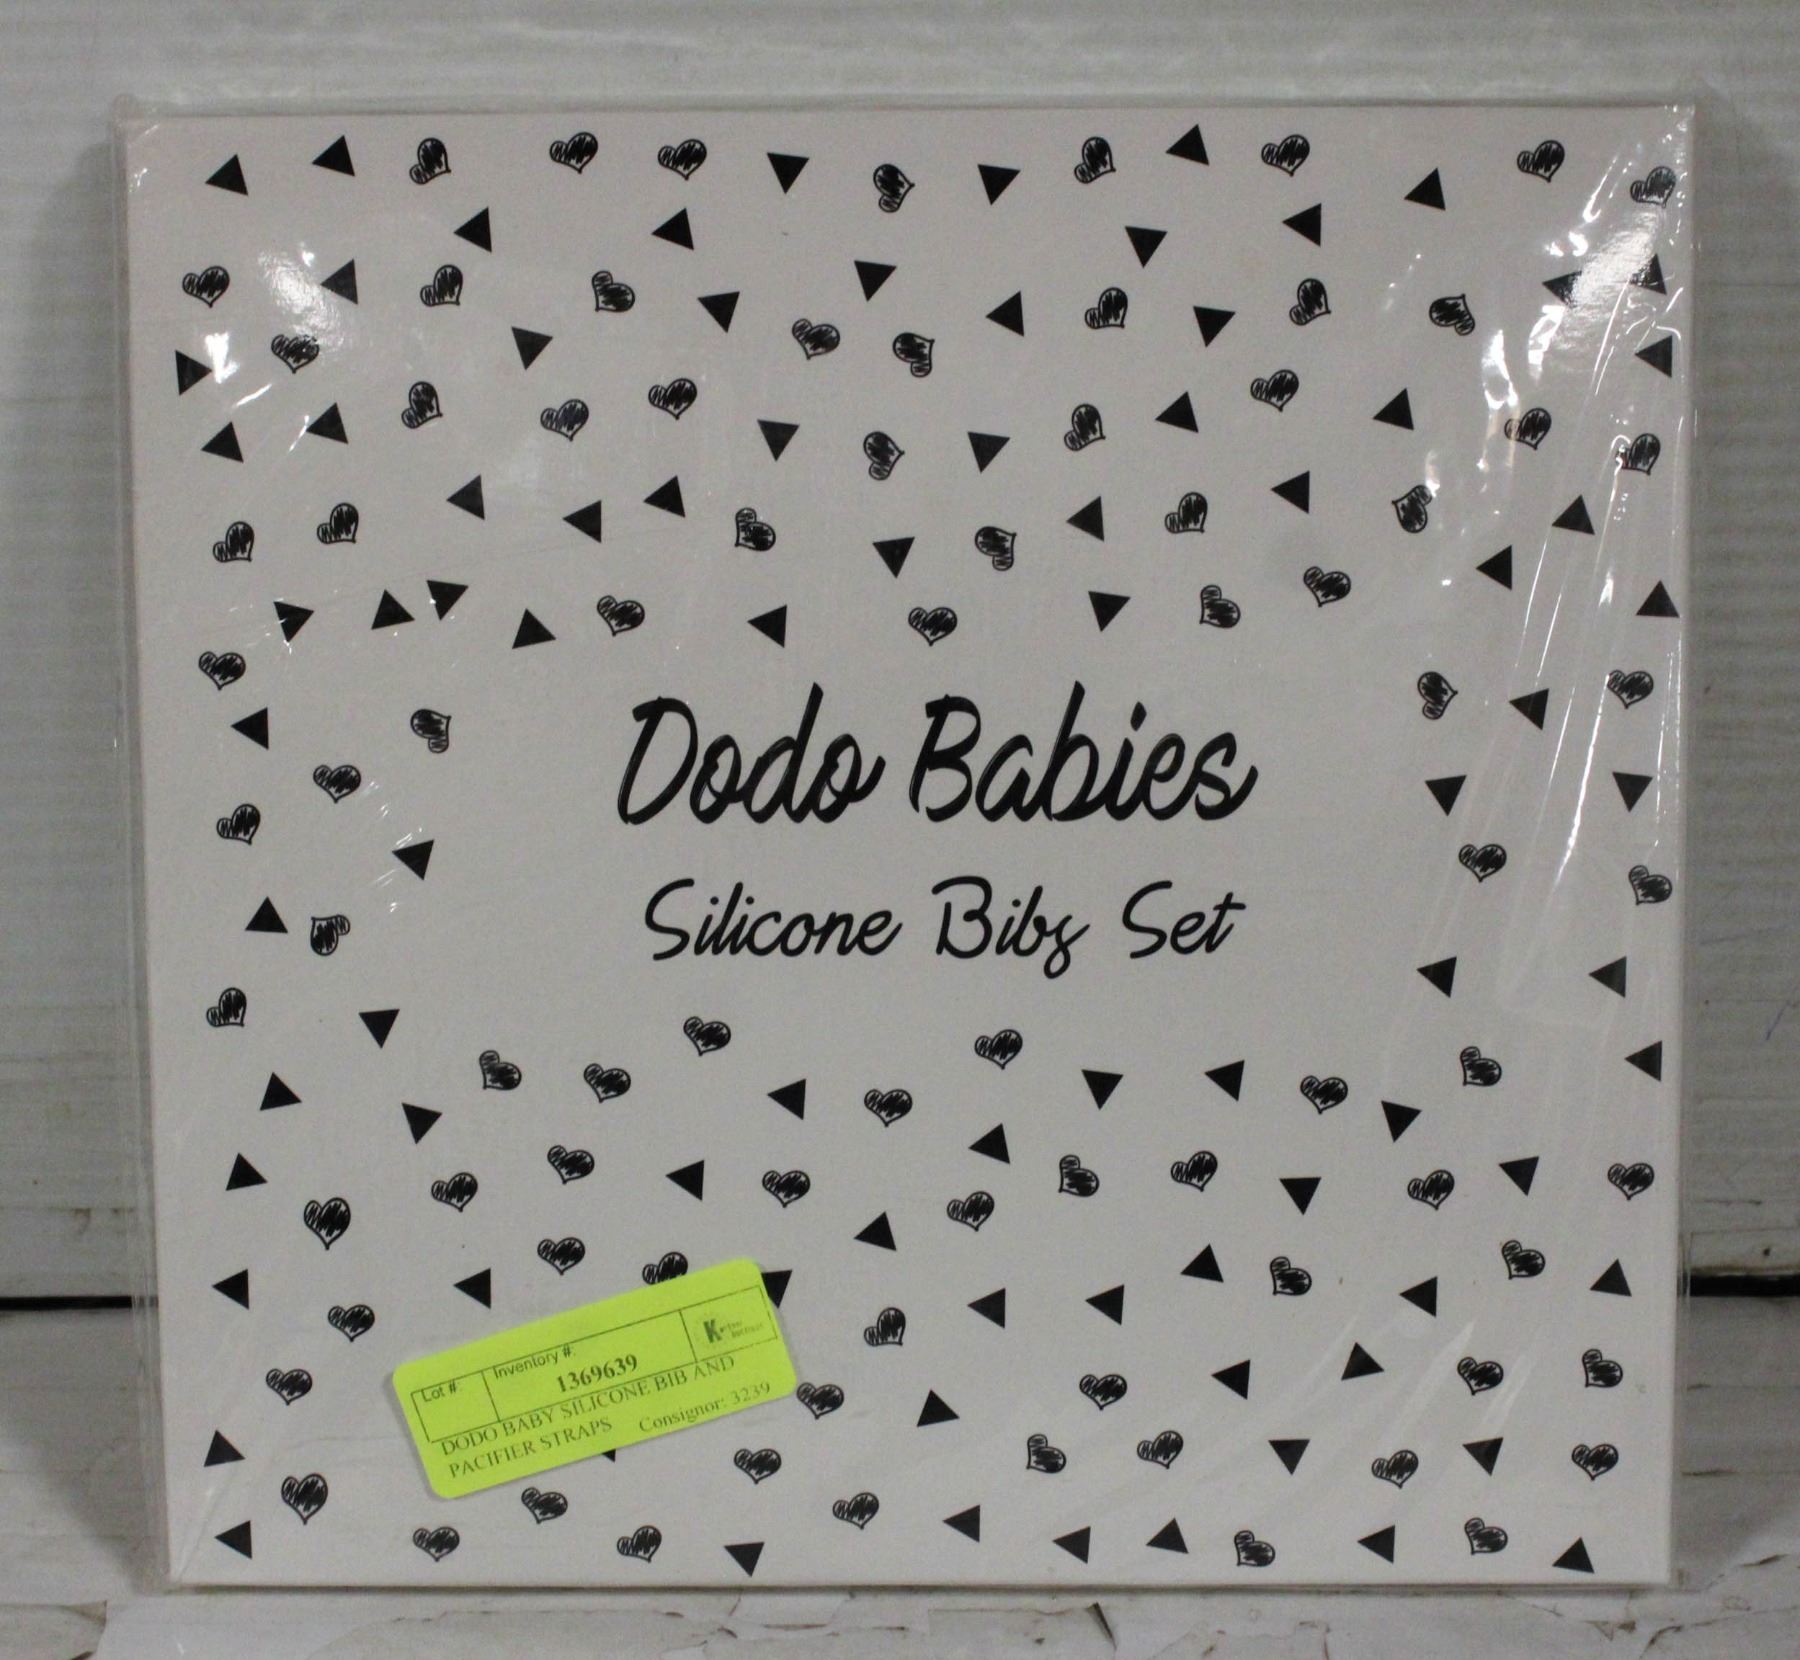 Dodo Babies
Silicone Bibs Set
Lot #:
Inventory #:
1369639
DODO BABY SILICONE BIB AND
PACIFIER STRAPS Consignor: 3239